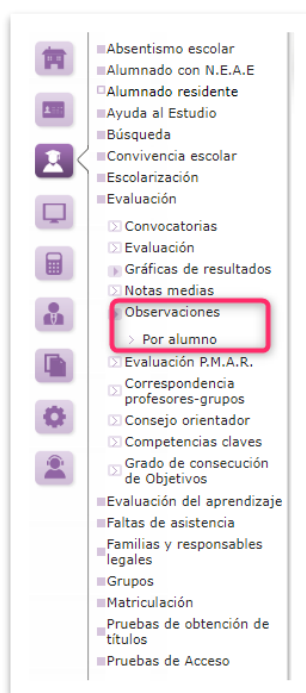 Absentismo escolar
Alumnado con N.E.A.E
Alumnado residente
Ayuda al Estudio
Búsqueda
Convivencia escolar
Escolarización
Evaluación
Convocatorias
Evaluación
Gráficas de resultados
Notas medias
Observaciones
Por alumno
Evaluación P.M.A.R.
Correspondencia
profesores-grupos
Consejo orientador
Competencias claves
Grado de consecución
de Objetivos
Evaluación del aprendizaje
Faltas de asistencia
Familias y responsables
legales
Grupos
Matriculación
Pruebas de obtención de
títulos
Pruebas de Acceso